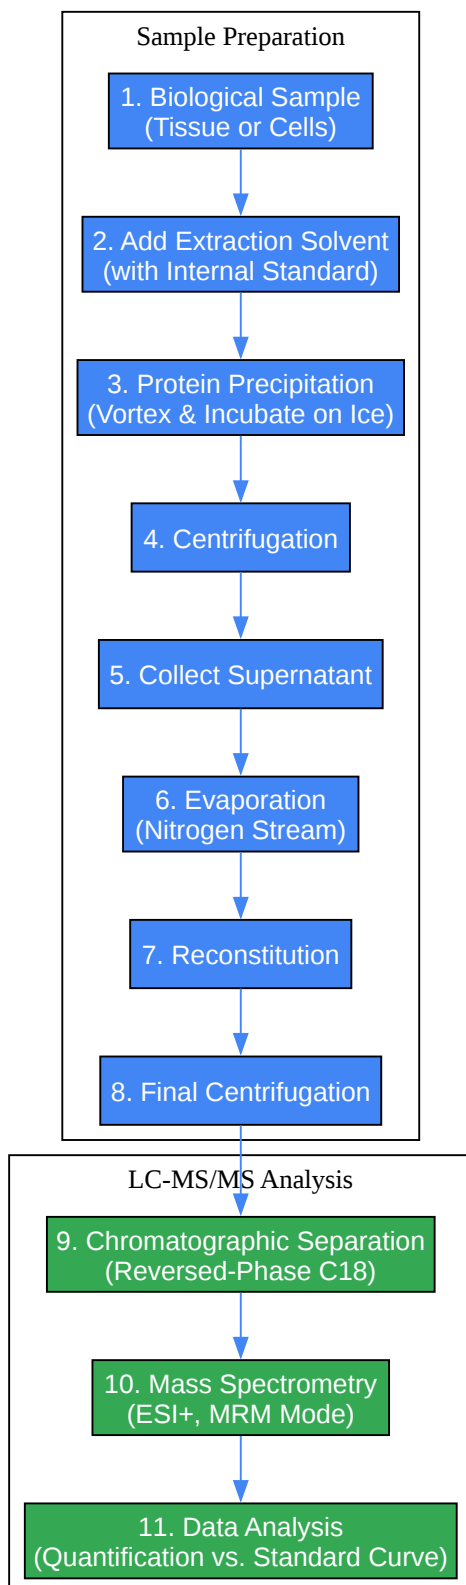 Sample Preparation
1. Biological Sample
(Tissue or Cells)
2. Add Extraction Solvent
(with Internal Standard)
3. Protein Precipitation
(Vortex & Incubate on Ice)
4. Centrifugation
5. Collect Supernatant
6. Evaporation
(Nitrogen Stream)
7. Reconstitution
8. Final Centrifugation
LC-MS/MS Analysis
9. Chromatographic Separation
(Reversed-Phase C18)
10. Mass Spectrometry
(ESI+, MRM Mode)
11. Data Analysis
(Quantification vs. Standard Curve)